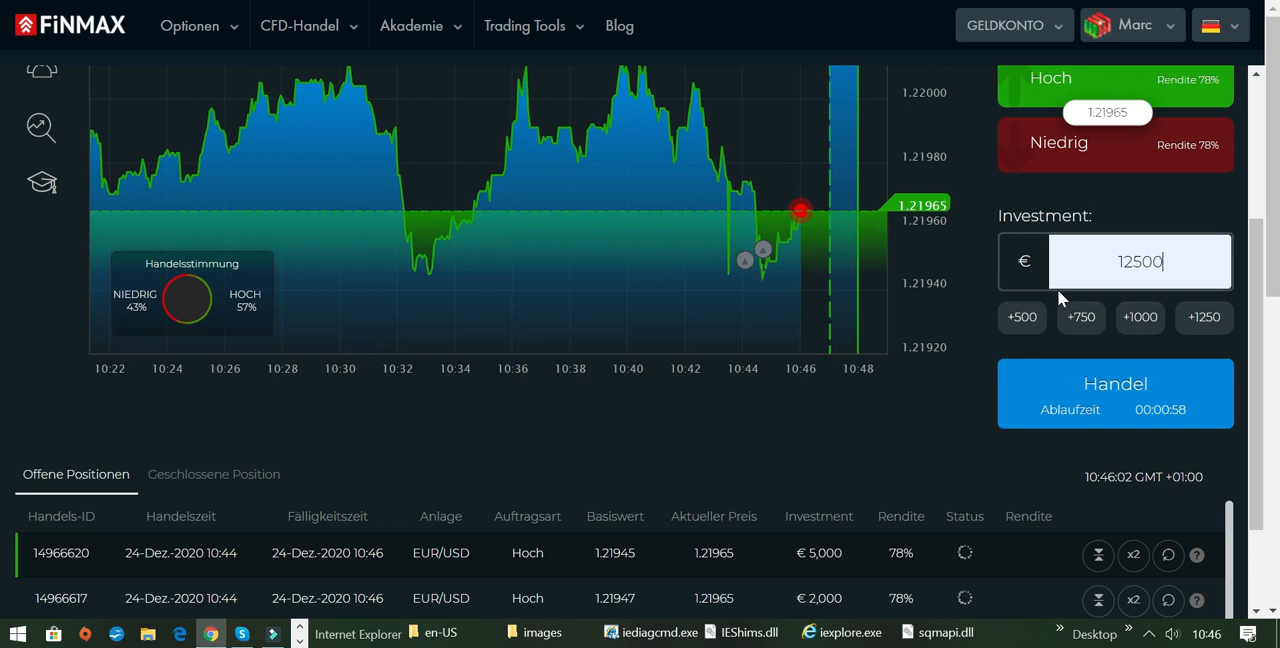 FiNMAX Optionen CFD-Handel Akademie Trading Tools Blog GELDKONTO Marc
1.22000
1.21980
1.21965
1.21960
1.21940
1.21920
Handelsstimmung
NIEDRIG HOCH
43% 57%
10:22 10:24 10:26 10:28 10:30 10:32 10:34 10:36 10:38 10:40 10:42 10:44 10:46 10:48
Hoch Rendite 78%
1.21965
Niedrig Rendite 78%
Investment:
€ 12500
+500 +750 +1000 +1250
Handel
Ablaufzeit 00:00:58
Offene Positionen Geschlossene Position 10:46:02 GMT +01:00
Handels-ID Handelszeit Fälligkeitszeit Anlage Auftragsart Basiswert Aktueller Preis Investment Rendite Status Rendite
14966620 24-Dez.-2020 10:44 24-Dez.-2020 10:46 EUR/USD Hoch 1.21945 1.21965 € 5,000 78% x2 ?
14966617 24-Dez.-2020 10:44 24-Dez.-2020 10:46 EUR/USD Hoch 1.21947 1.21965 € 2,000 78% x2 ?
Internet Explorer en-US images iediagcmd.exe IEShims.dll iexplore.exe sqmapi.dll » Desktop » 10:46